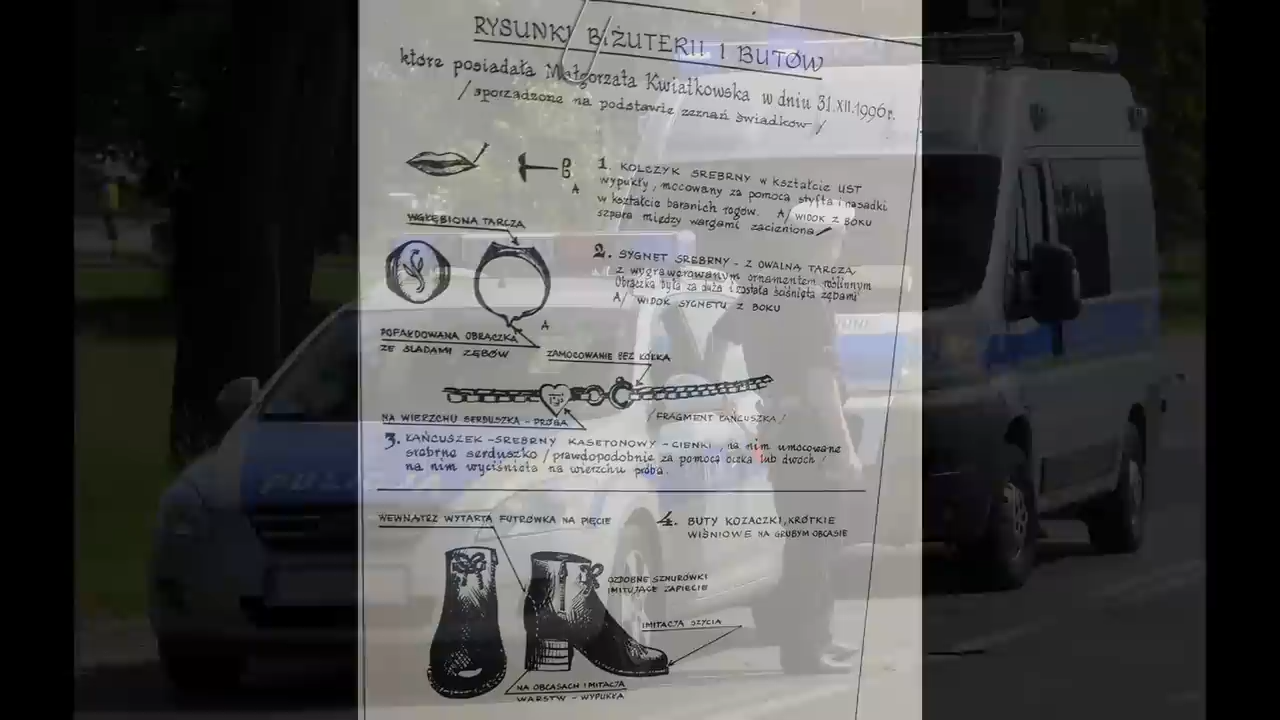 RYSUNKI BIŻUTERII I BUTÓW
które posiadała Małgorzata Kwiatkowska w dniu 31.XII.1996r.
/ sporządzone na podstawie zeznań świadków /
1. KOLCZYK SREBRNY w kształcie UST
wypukły, mocowany za pomocą sztyfta i nasadki
w kształcie baranich rogów. A/ WIDOK Z BOKU
szpara między wargami zacieniona /
A
WGŁĘBIONA TARCZA
2. SYGNET SREBRNY - Z OWALNĄ TARCZĄ
z wygrawerowanym ornamentem roślinnym
Obrączka była za duża i została ściśnięta zębami
A/ WIDOK SYGNETU Z BOKU
A
POFAŁDOWANA OBRĄCZKA
ZE ŚLADAMI ZĘBÓW
ZAMOCOWANIE BEZ KÓŁKA
NA WIERZCHU SERDUSZKA - PRÓBA
/ FRAGMENT ŁAŃCUSZKA /
3. ŁAŃCUSZEK - SREBRNY KASETONOWY - CIENKI, na nim umocowane
srebrne serduszko / prawdopodobnie za pomocą oczka lub dwóch /
na nim wyciśnięta na wierzchu próba.
WEWNĄTRZ WYTARTA FUTRÓWKA NA PIĘCIE
4. BUTY KOZACZKI, KRÓTKIE
WIŚNIOWE NA GRUBYM OBCASIE
OZDOBNE SZNURÓWKI
IMITUJĄCE ZAPIĘCIE
IMITACJA SZYCIA
NA OBCASACH IMITACJA
WARSTW - WYPUKŁA
POLICJA